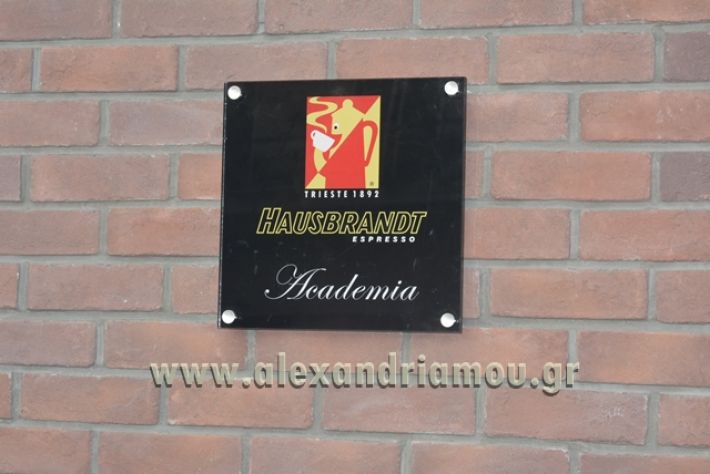 TRIESTE 1892
HAUSBRANDT
ESPRESSO
Academia
www.alexandriamou.gr